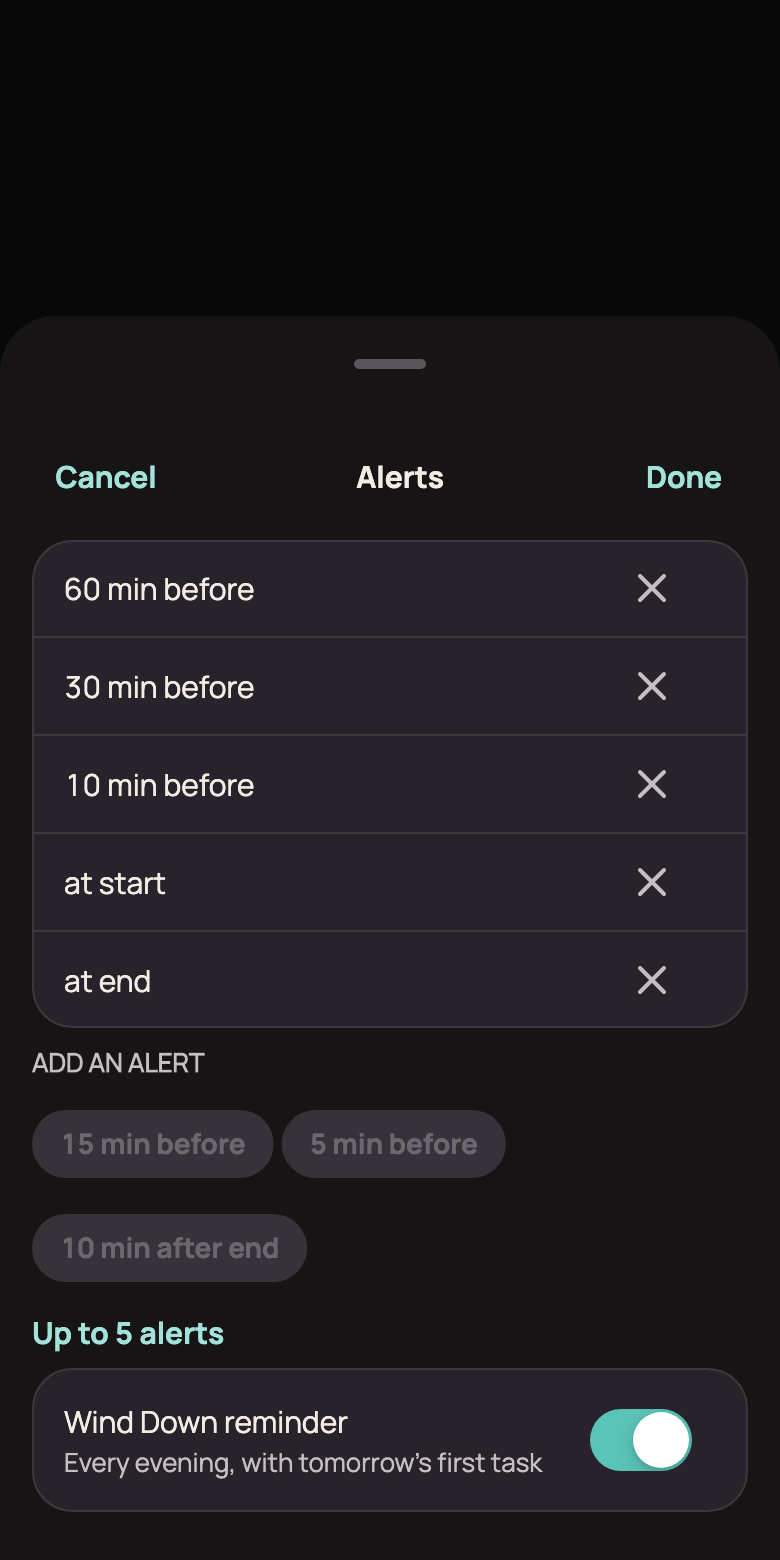 Cancel Alerts Done
60 min before
30 min before
10 min before
at start
at end
ADD AN ALERT
15 min before 5 min before
10 min after end
Up to 5 alerts
Wind Down reminder
Every evening, with tomorrow's first task